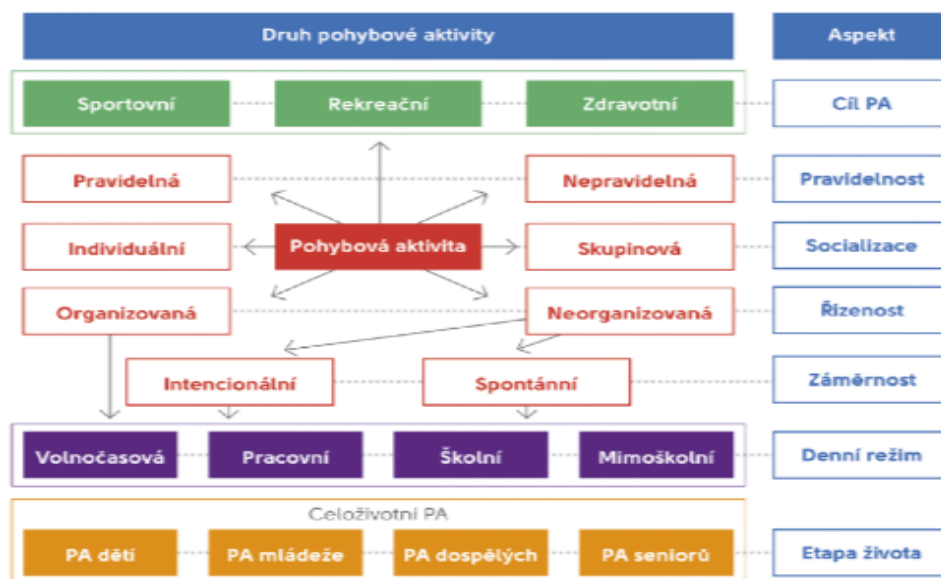 Druh pohybové aktivity Aspekt
Sportovní Rekreační Zdravotní Cíl PA
Pravidelná Nepravidelná Pravidelnost
Individuální Pohybová aktivita Skupinová Socializace
Organizovaná Neorganizovaná Řízenost
Intencionální Spontánní Záměrnost
Volnočasová Pracovní Školní Mimoškolní Denní režim
Celoživotní PA
PA dětí PA mládeže PA dospělých PA seniorů Etapa života